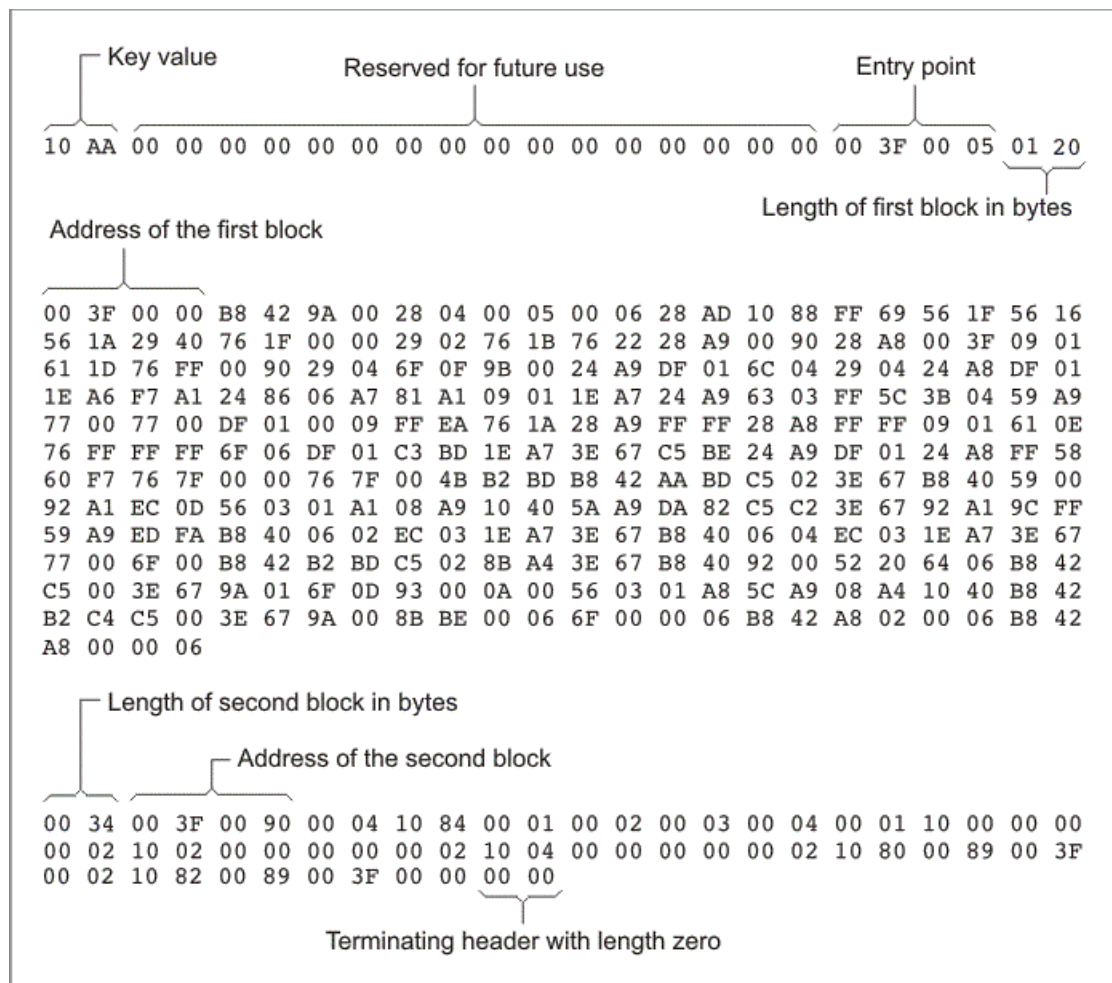 Key value
Reserved for future use
Entry point
10 AA 00 00 00 00 00 00 00 00 00 00 00 00 00 00 00 00 00 3F 00 05 01 20
Length of first block in bytes
Address of the first block
00 3F 00 00 B8 42 9A 00 28 04 00 05 00 06 28 AD 10 88 FF 69 56 1F 56 16
56 1A 29 40 76 1F 00 00 29 02 76 1B 76 22 28 A9 00 90 28 A8 00 3F 09 01
61 1D 76 FF 00 90 29 04 6F 0F 9B 00 24 A9 DF 01 6C 04 29 04 24 A8 DF 01
1E A6 F7 A1 24 86 06 A7 81 A1 09 01 1E A7 24 A9 63 03 FF 5C 3B 04 59 A9
77 00 77 00 DF 01 00 09 FF EA 76 1A 28 A9 FF FF 28 A8 FF FF 09 01 61 0E
76 FF FF FF 6F 06 DF 01 C3 BD 1E A7 3E 67 C5 BE 24 A9 DF 01 24 A8 FF 58
60 F7 76 7F 00 00 76 7F 00 4B B2 BD B8 42 AA BD C5 02 3E 67 B8 40 59 00
92 A1 EC 0D 56 03 01 A1 08 A9 10 40 5A A9 DA 82 C5 C2 3E 67 92 A1 9C FF
59 A9 ED FA B8 40 06 02 EC 03 1E A7 3E 67 B8 40 06 04 EC 03 1E A7 3E 67
77 00 6F 00 B8 42 B2 BD C5 02 8B A4 3E 67 B8 40 92 00 52 20 64 06 B8 42
C5 00 3E 67 9A 01 6F 0D 93 00 0A 00 56 03 01 A8 5C A9 08 A4 10 40 B8 42
B2 C4 C5 00 3E 67 9A 00 8B BE 00 06 6F 00 00 06 B8 42 A8 02 00 06 B8 42
A8 00 00 06
Length of second block in bytes
Address of the second block
00 34 00 3F 00 90 00 04 10 84 00 01 00 02 00 03 00 04 00 01 10 00 00 00
00 02 10 02 00 00 00 00 00 02 10 04 00 00 00 00 00 02 10 80 00 89 00 3F
00 02 10 82 00 89 00 3F 00 00 00 00
Terminating header with length zero